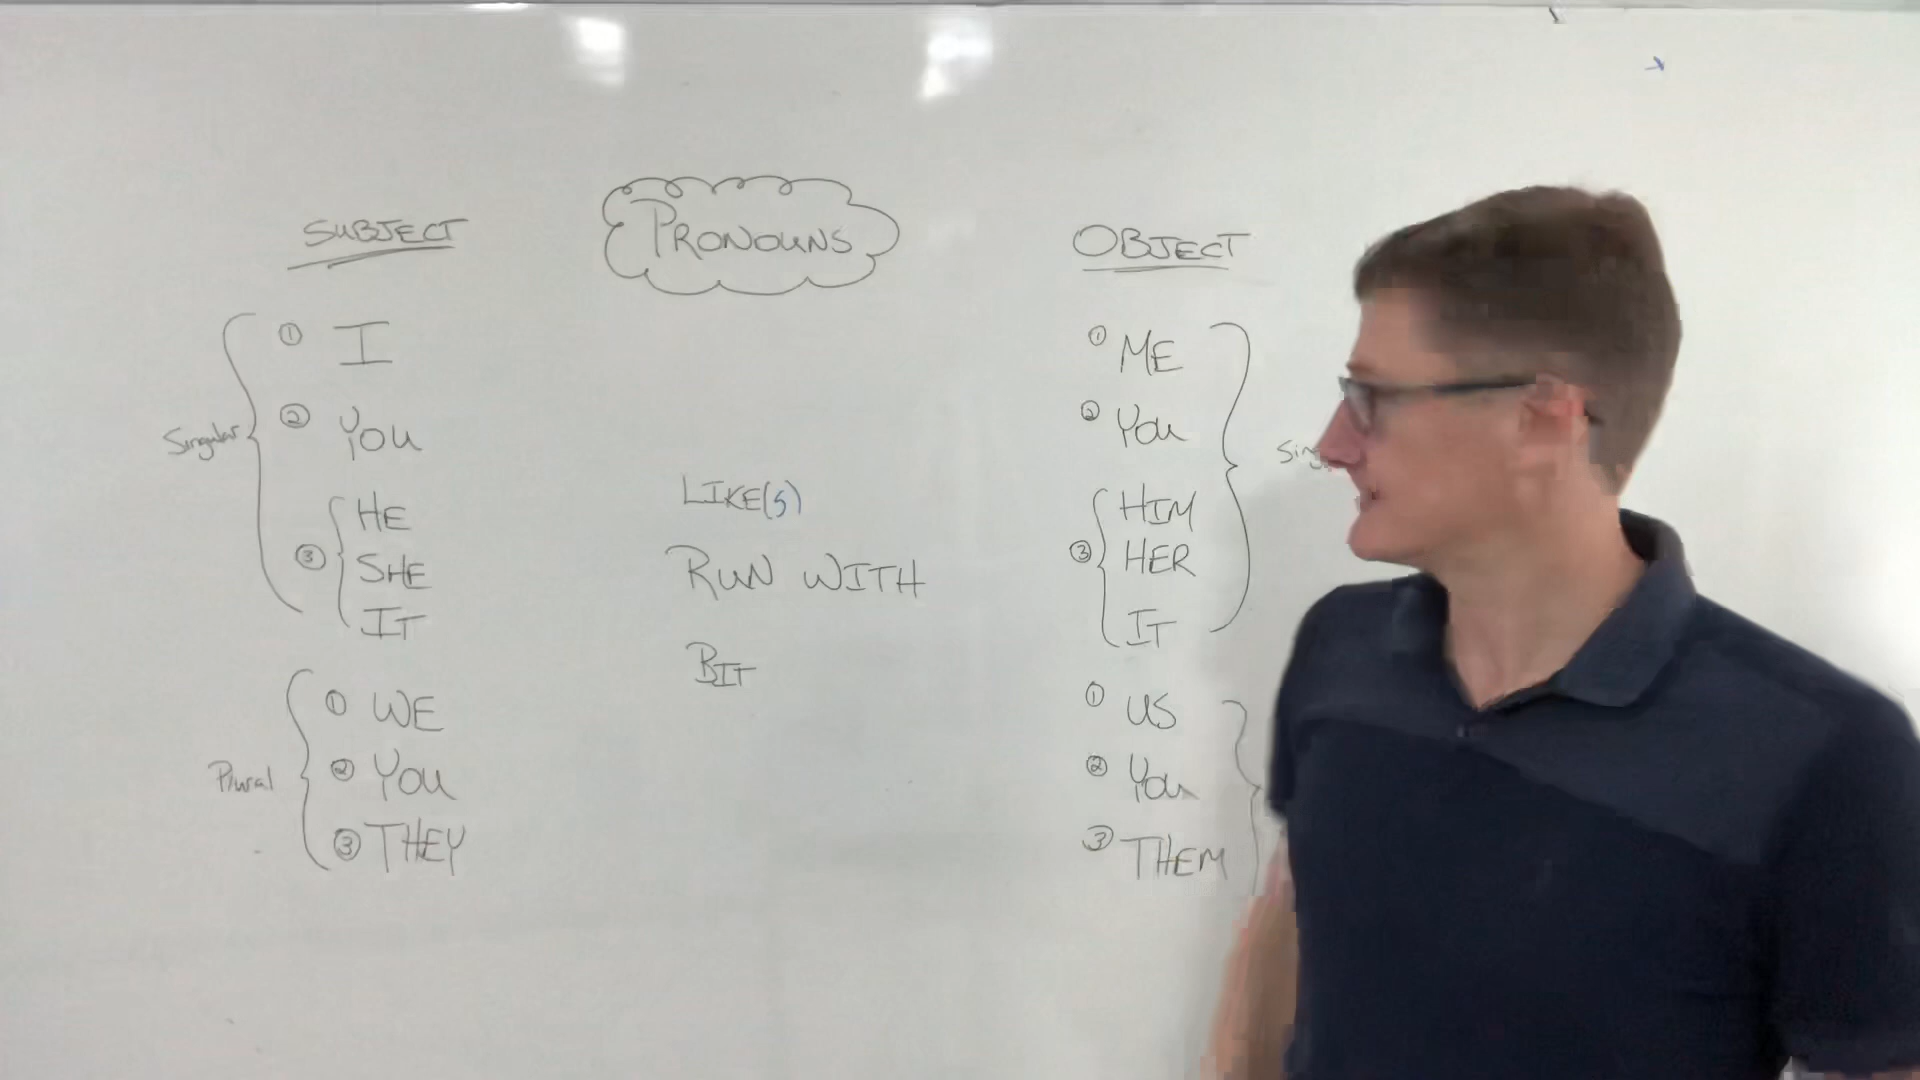 PRONOUNS
SUBJECT
Singular
① I
② YOU
③ HE
SHE
IT
Plural
① WE
② YOU
③ THEY
LIKE(S)
RUN WITH
BIT
OBJECT
① ME
② YOU
③ HIM
HER
IT
① US
② YOU
③ THEM